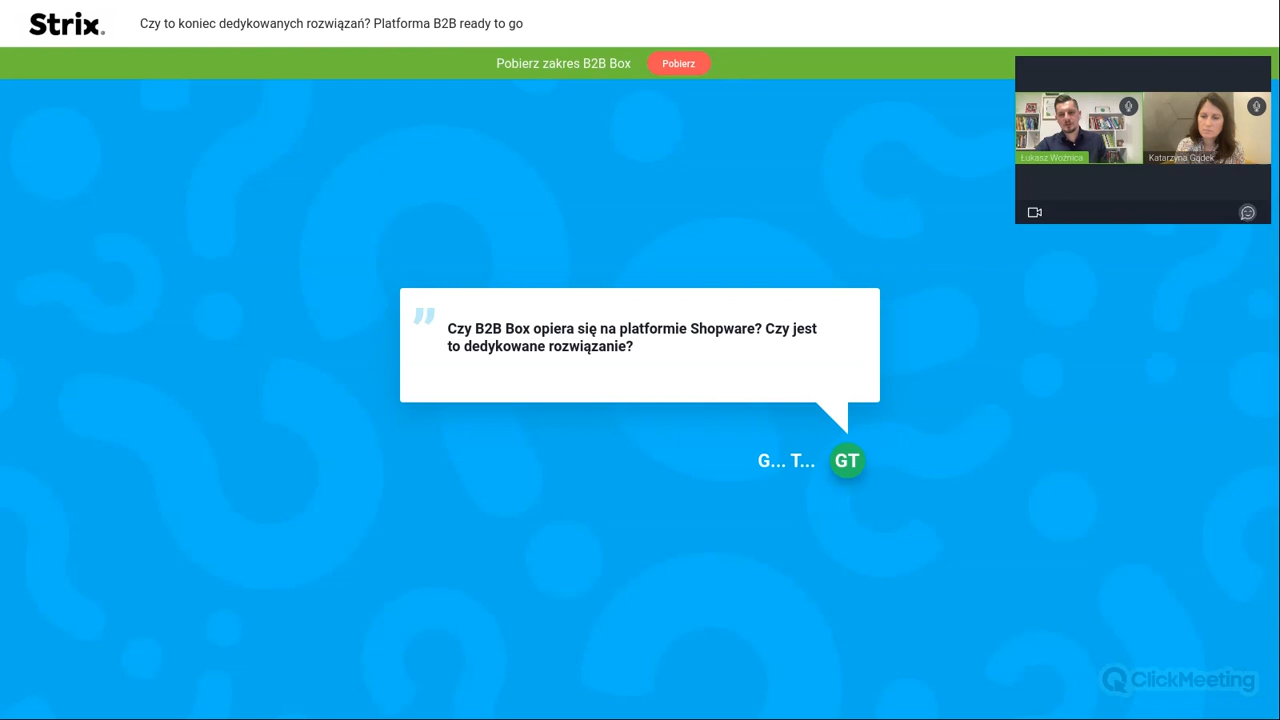 Strix
Czy to koniec dedykowanych rozwiązań? Platforma B2B ready to go
Pobierz zakres B2B Box
Pobierz
Łukasz Woźnica
Katarzyna Gądek
Czy B2B Box opiera się na platformie Shopware? Czy jest
to dedykowane rozwiązanie?
G... T...
GT
ClickMeeting